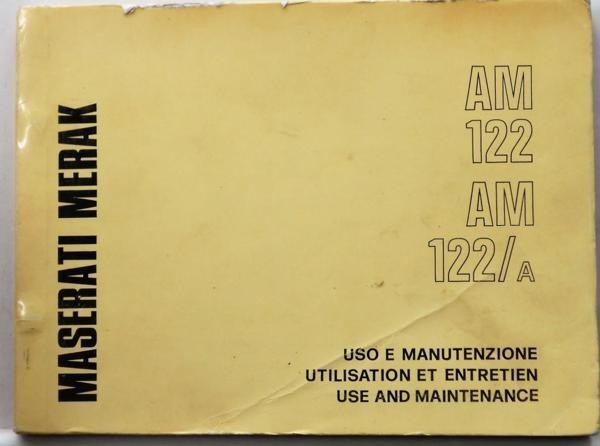 MASERATI MERAK
AM
122
AM
122/A
USO E MANUTENZIONE
UTILISATION ET ENTRETIEN
USE AND MAINTENANCE